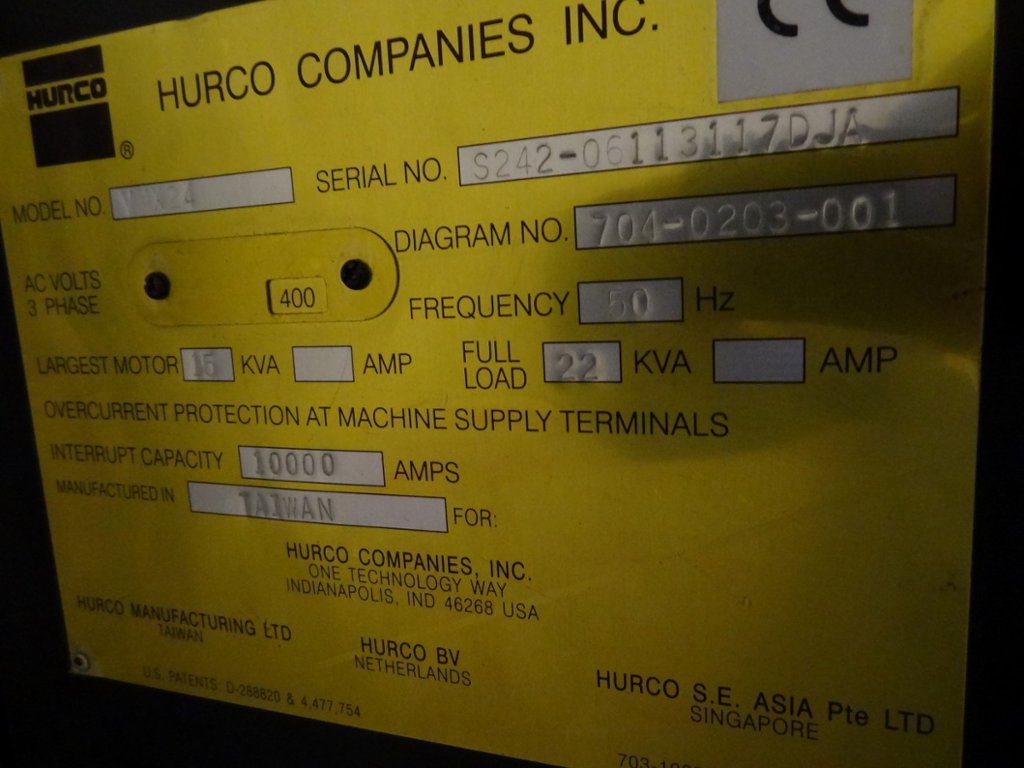 HURCO
®
HURCO COMPANIES INC.
CE
MODEL NO. VMX24
SERIAL NO. S242-06113117DJA
DIAGRAM NO. 704-0203-001
AC VOLTS
3 PHASE
400
FREQUENCY 50 Hz
LARGEST MOTOR 15 KVA AMP
FULL
LOAD 22 KVA AMP
OVERCURRENT PROTECTION AT MACHINE SUPPLY TERMINALS
INTERRUPT CAPACITY 10000 AMPS
MANUFACTURED IN TAIWAN FOR:
HURCO COMPANIES, INC.
ONE TECHNOLOGY WAY
INDIANAPOLIS, IND 46268 USA
HURCO MANUFACTURING LTD
TAIWAN
HURCO BV
NETHERLANDS
HURCO S.E. ASIA Pte LTD
SINGAPORE
U.S. PATENTS: D-288820 & 4,477,754